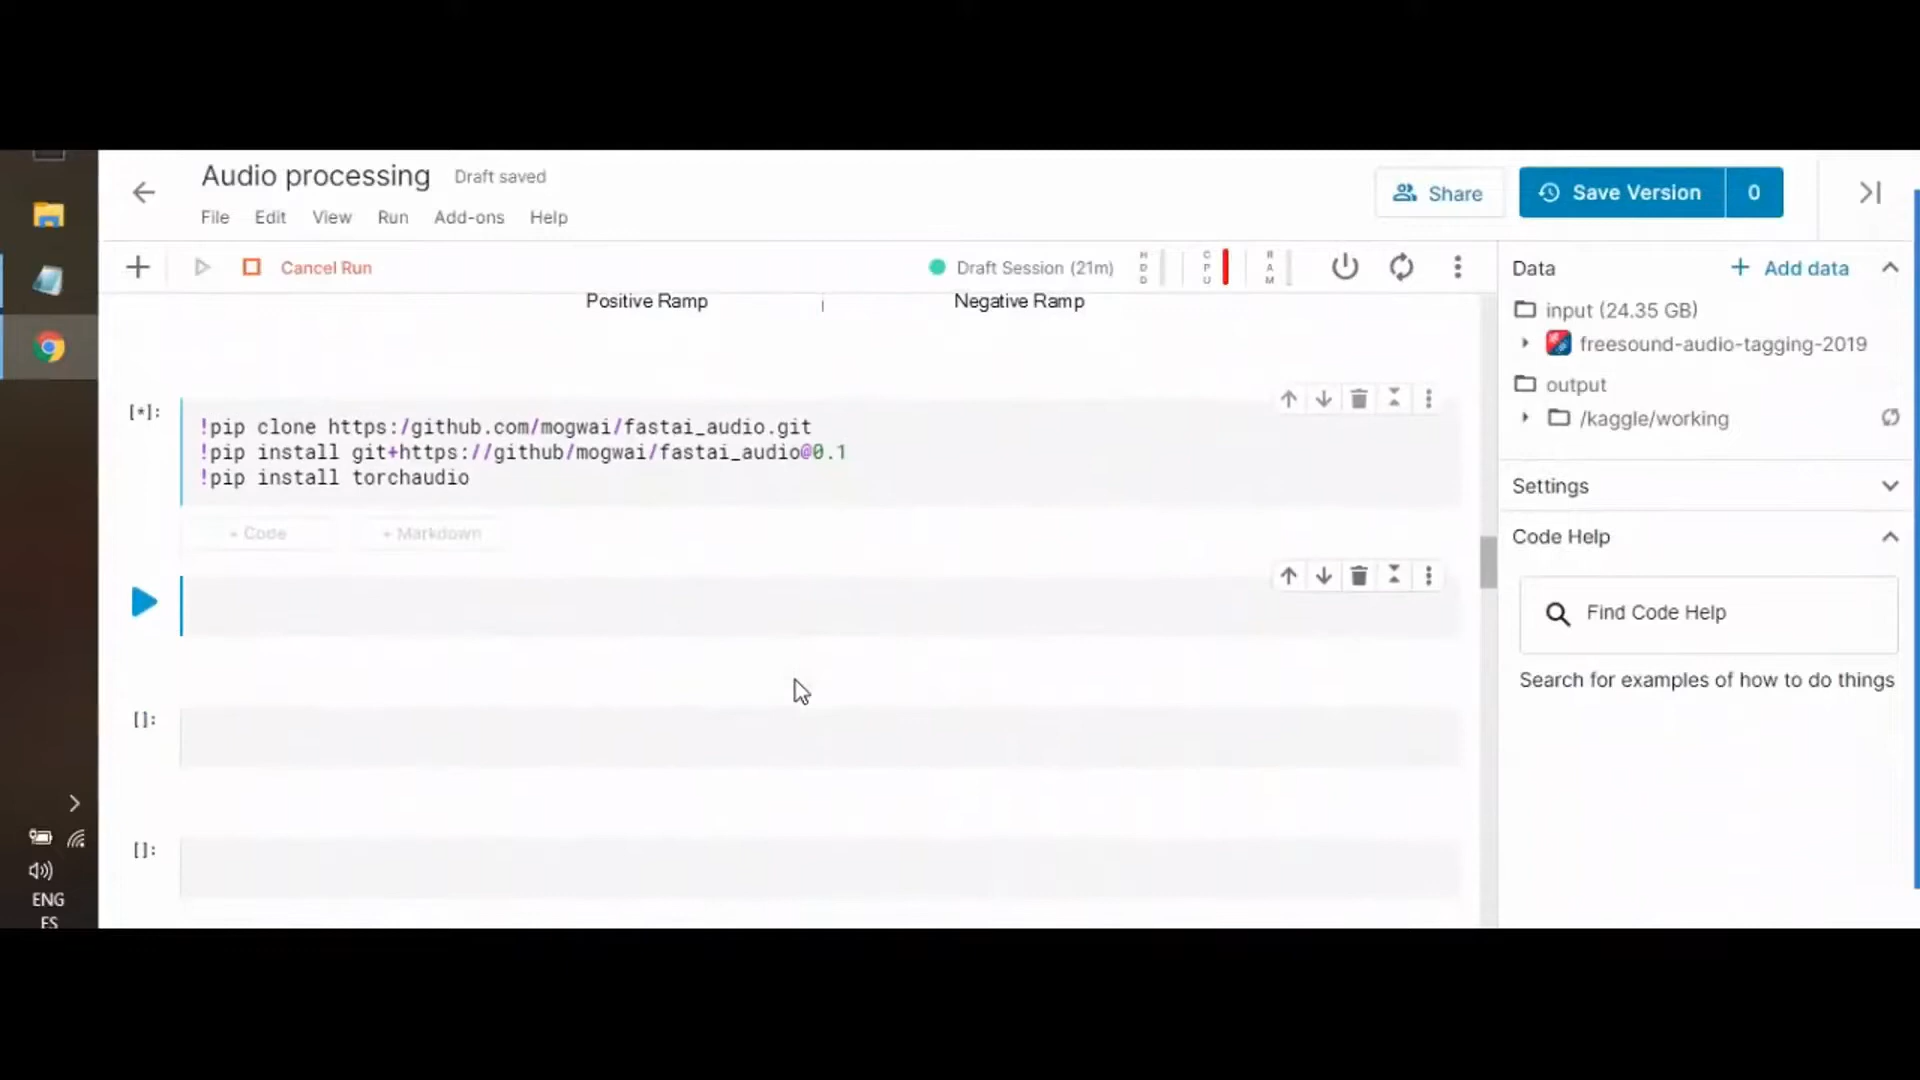 Audio processing Draft saved
File Edit View Run Add-ons Help
Share
Save Version 0
Cancel Run
Draft Session (21m)
HDD
CPU
RAM
Positive Ramp Negative Ramp
[*]:
!pip clone https:/github.com/mogwai/fastai_audio.git
!pip install git+https://github/mogwai/fastai_audio@0.1
!pip install torchaudio
+ Code + Markdown
[]:
[]:
Data + Add data
input (24.35 GB)
freesound-audio-tagging-2019
output
/kaggle/working
Settings
Code Help
Find Code Help
Search for examples of how to do things
ENG
ES